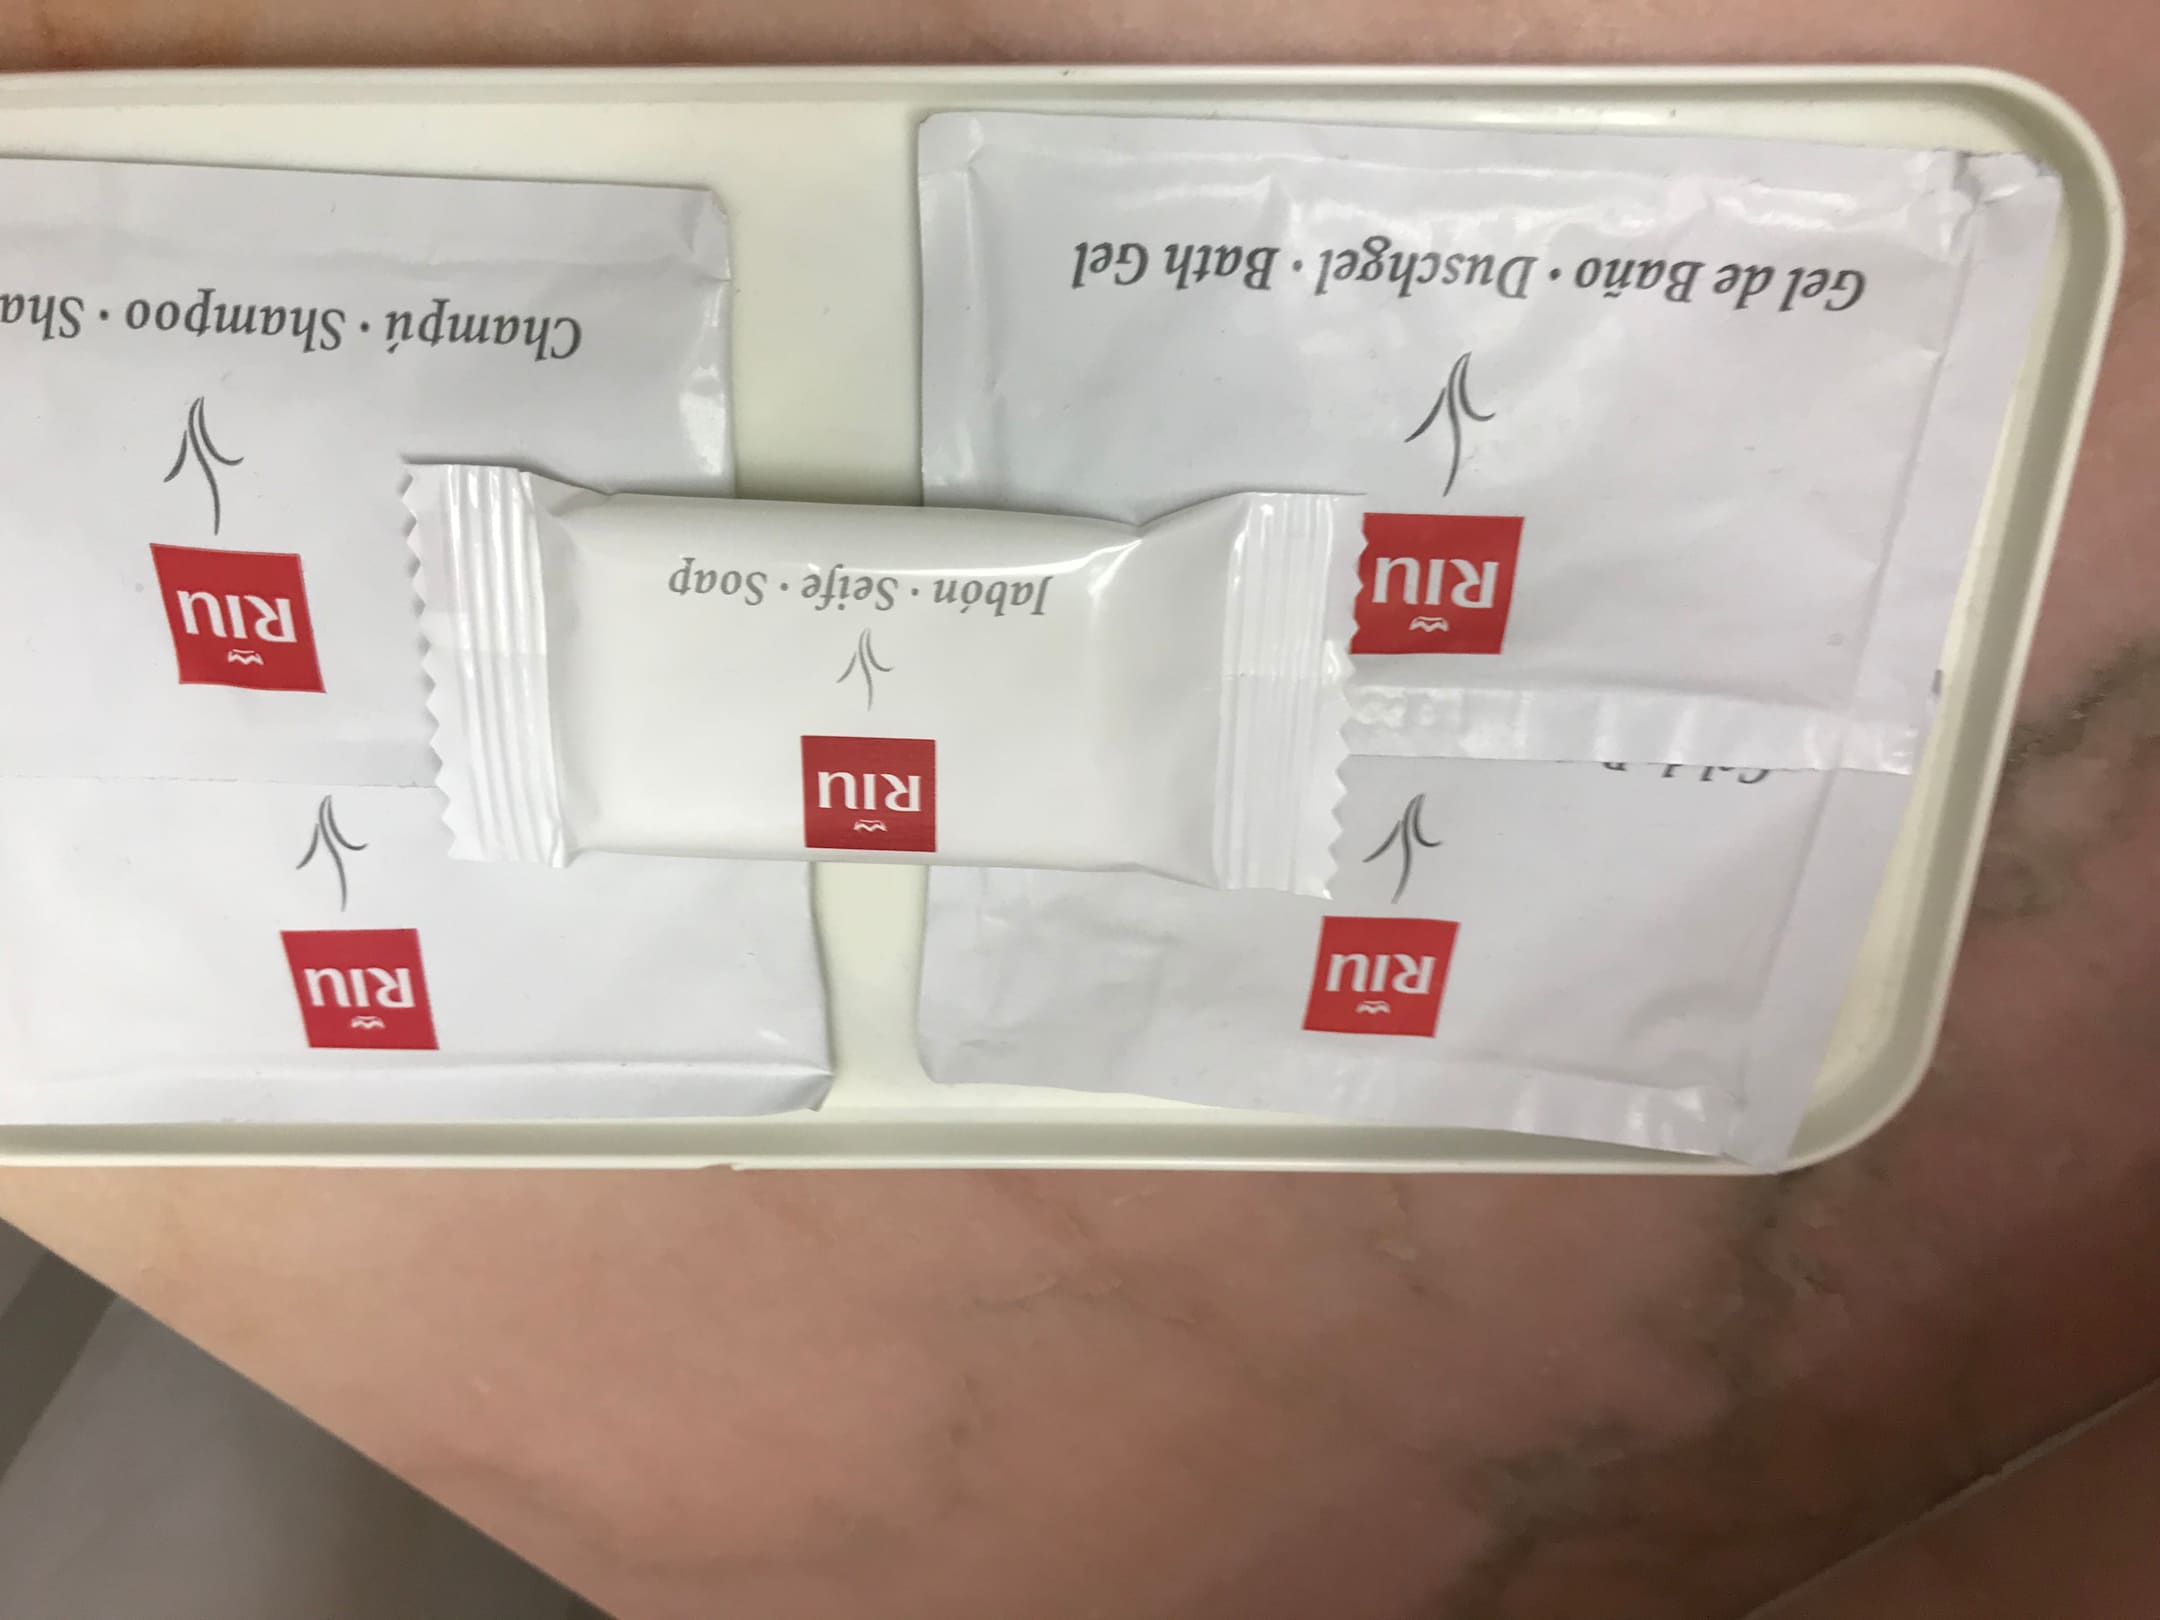 RIU
Gel de Baño · Duschgel · Bath Gel
RIU
RIU
Jabón · Seife · Soap
RIU
Champú · Shampoo · Sha
RIU